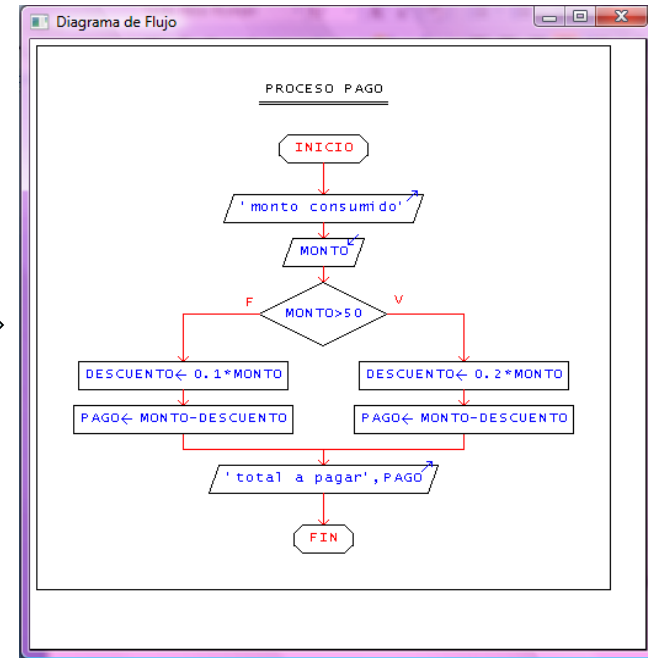 Diagrama de Flujo
PROCESO PAGO
INICIO
'monto consumido'
MONTO
F
MONTO>50
V
DESCUENTO← 0.1*MONTO
DESCUENTO← 0.2*MONTO
PAGO← MONTO-DESCUENTO
PAGO← MONTO-DESCUENTO
'total a pagar',PAGO
FIN